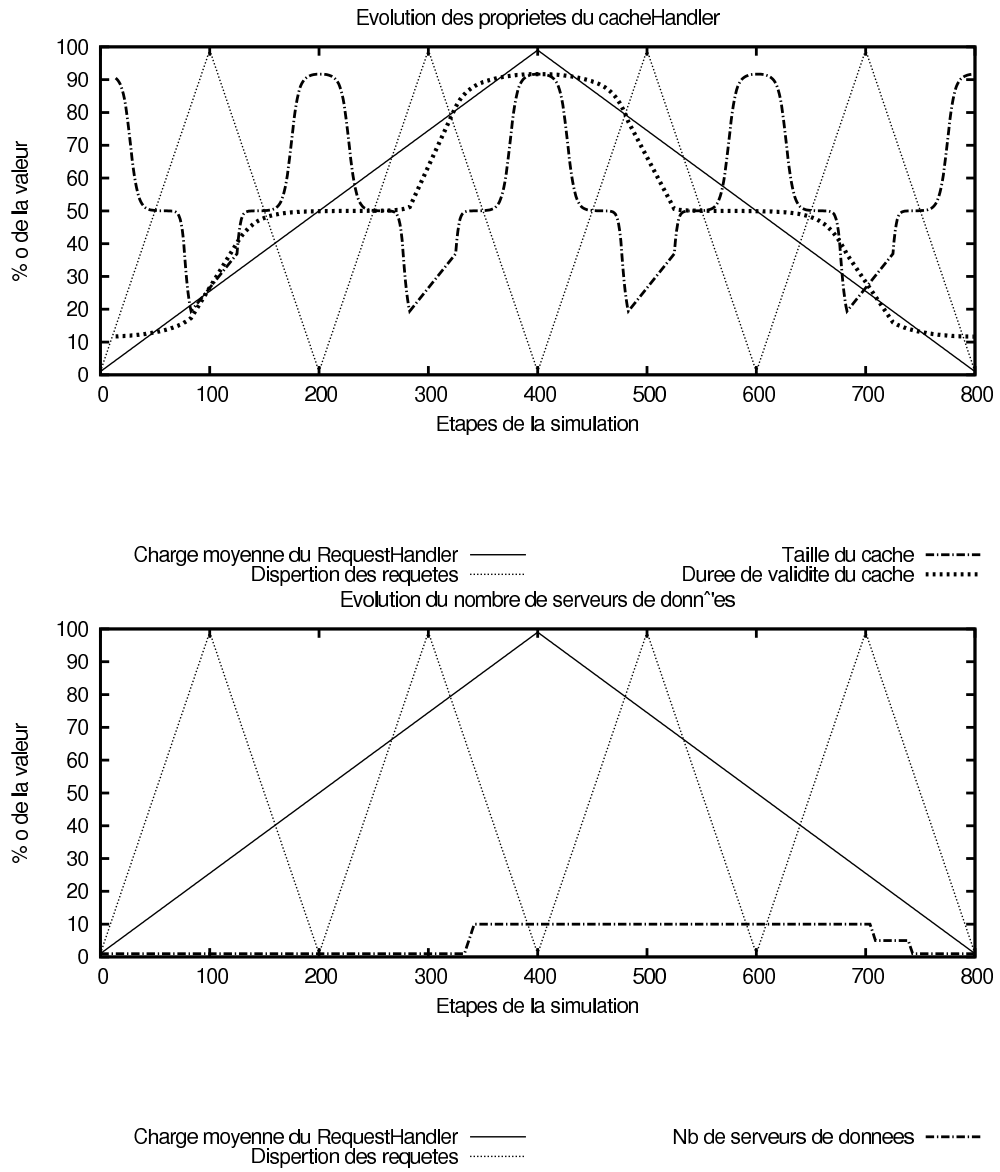 Evolution des proprietes du cacheHandler
100
90
80
70
60
50
40
30
20
10
0
% o de la valeur
0 100 200 300 400 500 600 700 800
Etapes de la simulation
Charge moyenne du RequestHandler
Dispertion des requetes
Taille du cache
Duree de validite du cache
Evolution du nombre de serveurs de donn^'es
100
90
80
70
60
50
40
30
20
10
0
% o de la valeur
0 100 200 300 400 500 600 700 800
Etapes de la simulation
Charge moyenne du RequestHandler
Dispertion des requetes
Nb de serveurs de donnees